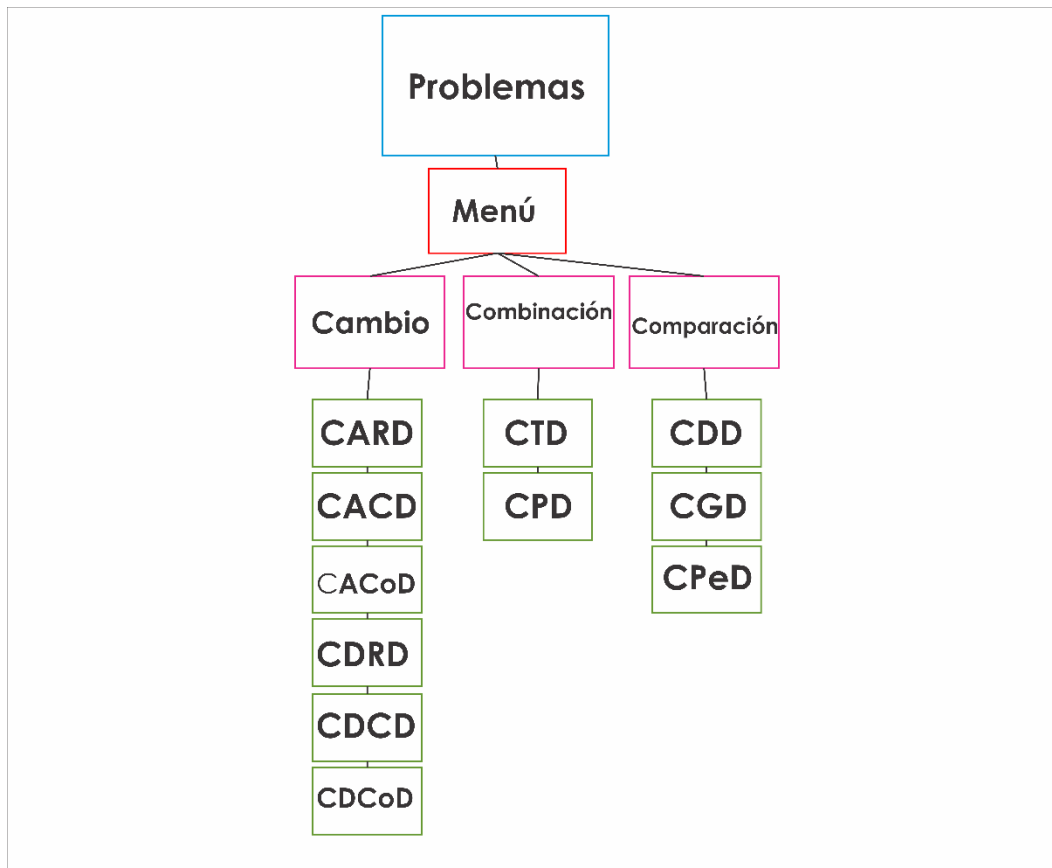 Problemas
Menú
Cambio
Combinación
Comparación
CARD
CACD
CACoD
CDRD
CDCD
CDCoD
CTD
CPD
CDD
CGD
CPeD